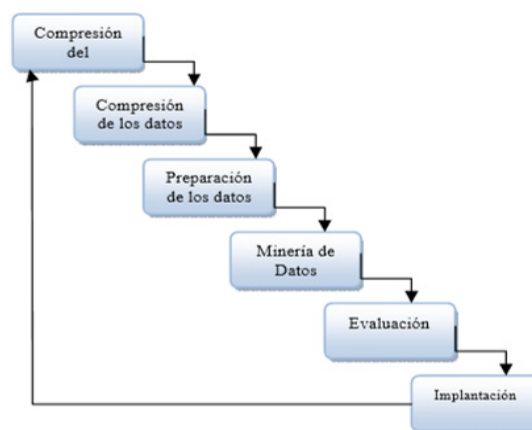 Compresión
del
Compresión
de los datos
Preparación
de los datos
Minería de
Datos
Evaluación
Implantación